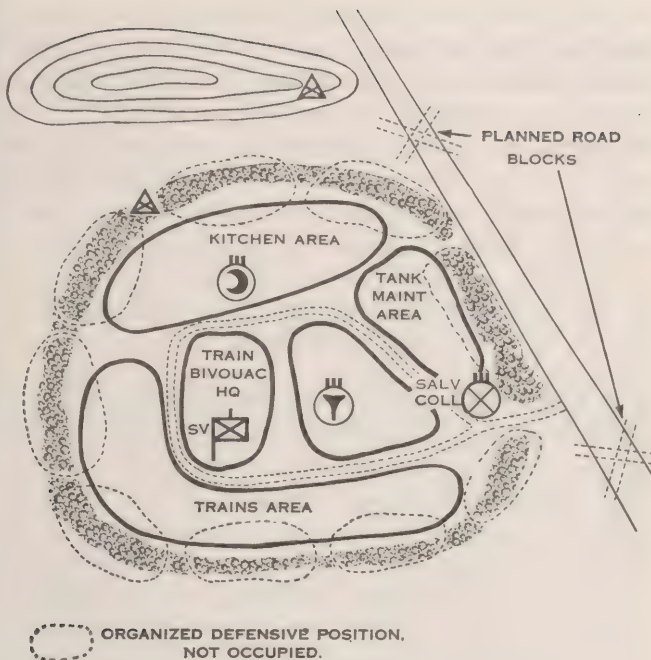 PLANNED ROAD
BLOCKS
KITCHEN AREA
TANK
MAINT
AREA
TRAIN
BIVOUAC
HQ
SV
SALV
COLL
TRAINS AREA
ORGANIZED DEFENSIVE POSITION,
NOT OCCUPIED.